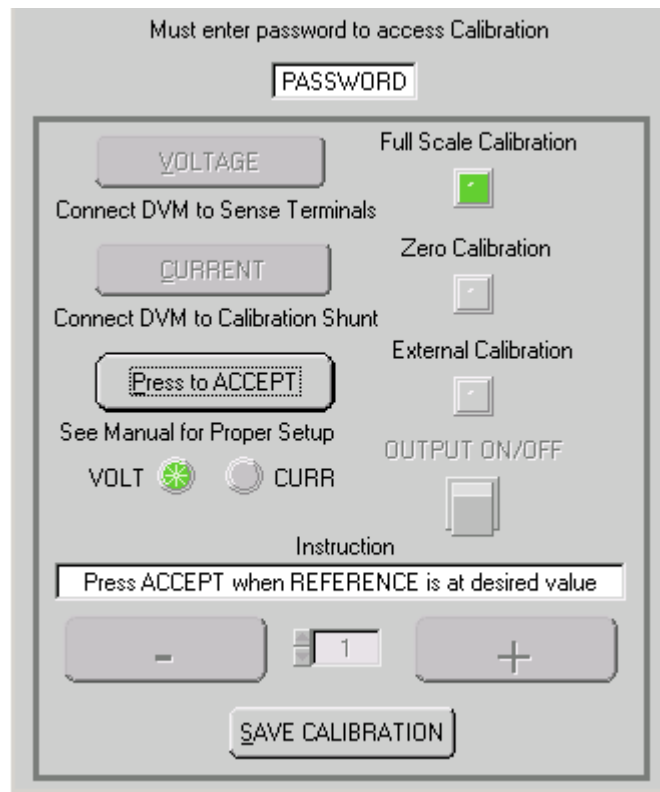 Must enter password to access Calibration
PASSWORD
VOLTAGE
Full Scale Calibration
Connect DVM to Sense Terminals
CURRENT
Zero Calibration
Connect DVM to Calibration Shunt
External Calibration
Press to ACCEPT
See Manual for Proper Setup
OUTPUT ON/OFF
VOLT CURR
Instruction
Press ACCEPT when REFERENCE is at desired value
- 1 +
SAVE CALIBRATION